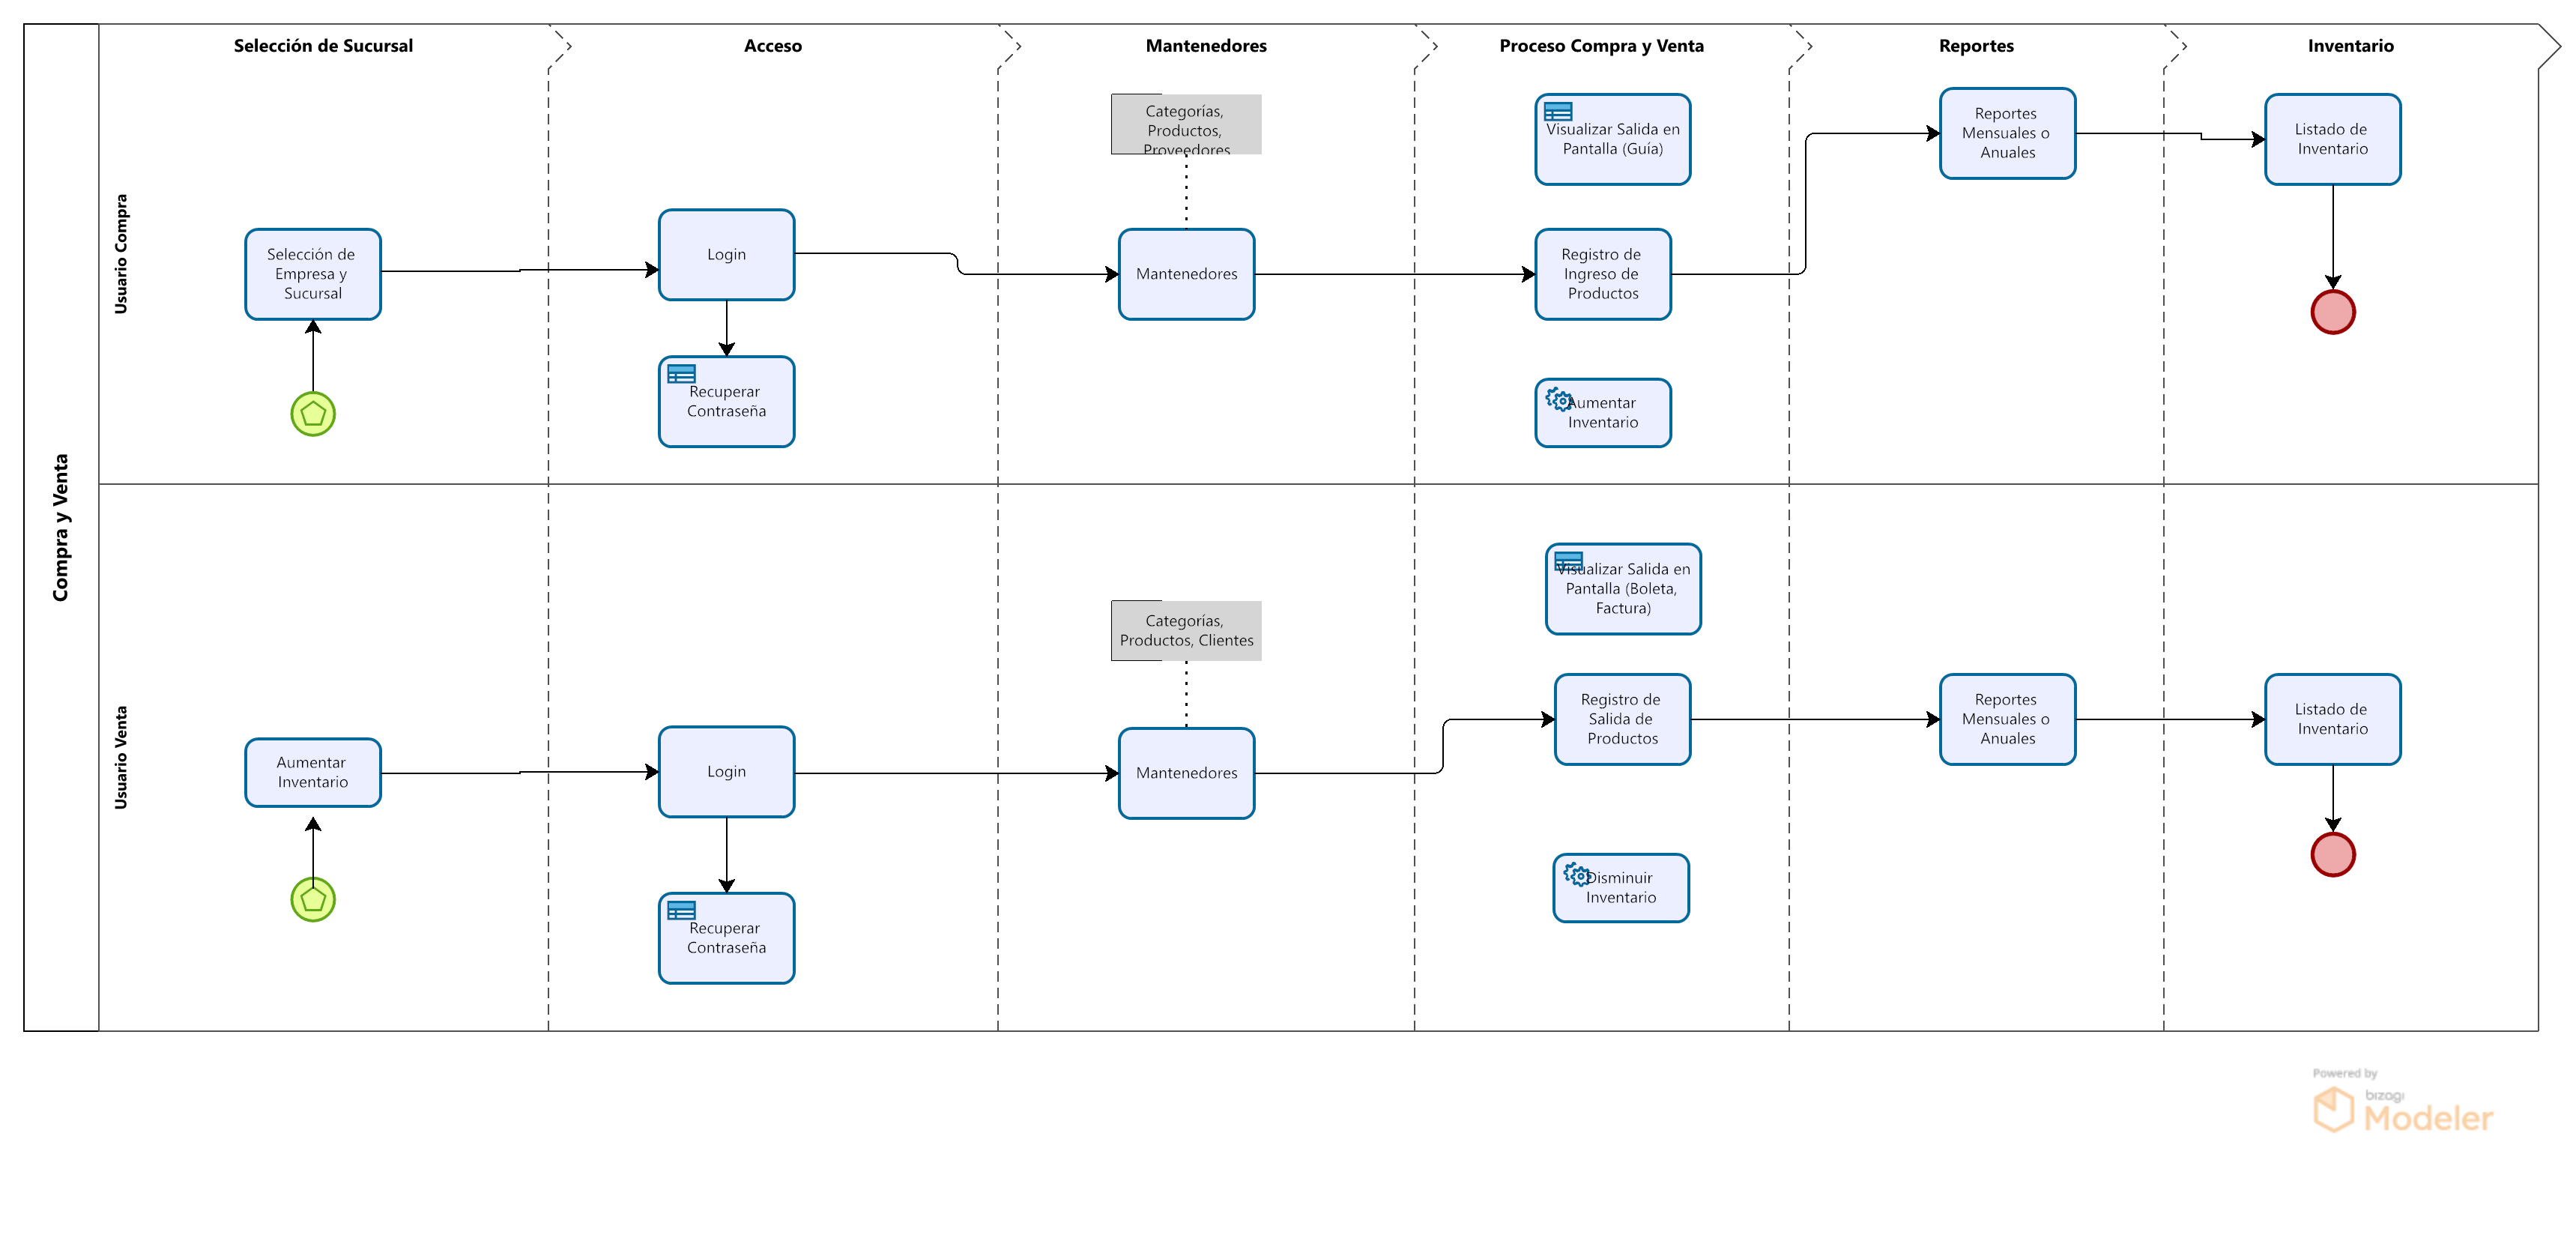 Selección de Sucursal
Acceso
Mantenedores
Proceso Compra y Venta
Reportes
Inventario
Compra y Venta
Usuario Compra
Selección de
Empresa y
Sucursal
Login
Recuperar
Contraseña
Categorías,
Productos,
Proveedores
Mantenedores
Visualizar Salida en
Pantalla (Guía)
Registro de
Ingreso de
Productos
Aumentar
Inventario
Reportes
Mensuales o
Anuales
Listado de
Inventario
Usuario Venta
Aumentar
Inventario
Login
Recuperar
Contraseña
Categorías,
Productos, Clientes
Mantenedores
Visualizar Salida en
Pantalla (Boleta,
Factura)
Registro de
Salida de
Productos
Disminuir
Inventario
Reportes
Mensuales o
Anuales
Listado de
Inventario
Powered by
bizagi
Modeler